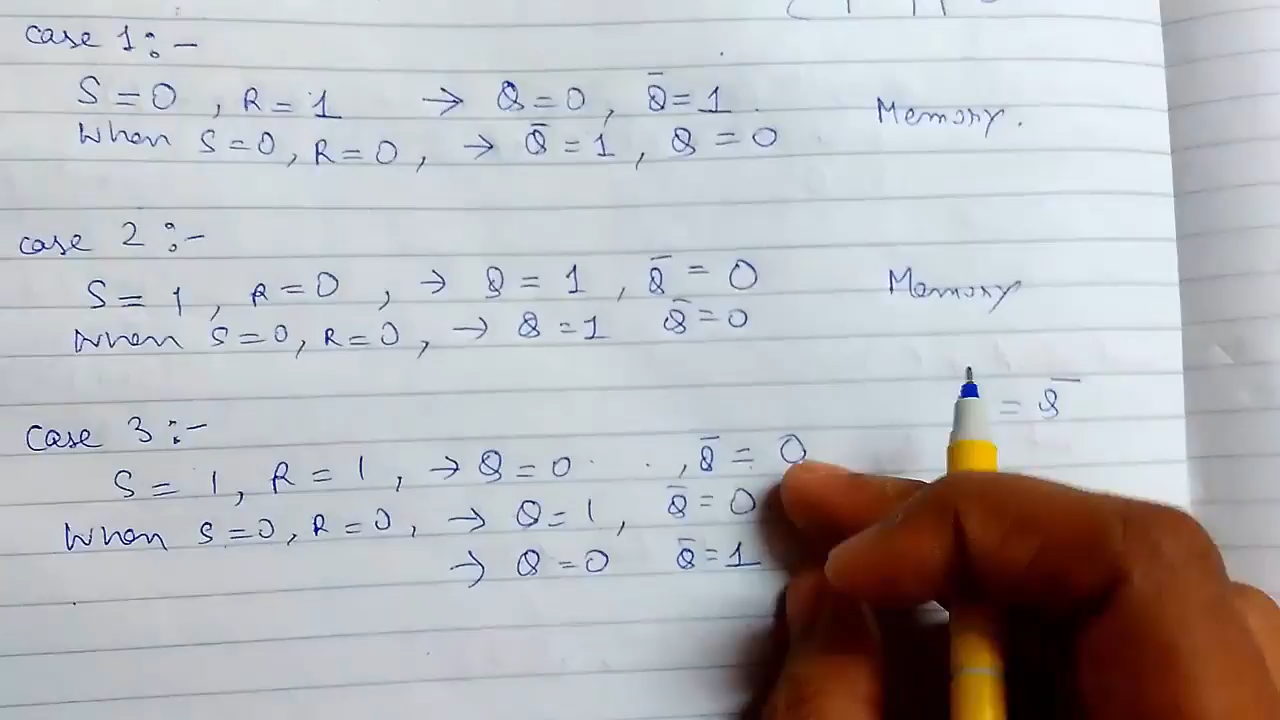 case 1:-
S=0, R=1 → Q=0, Q̄=1 Memory.
When S=0, R=0, → Q̄=1, Q=0
case 2:-
S=1, R=0, → Q=1, Q̄=0 Memory
When S=0, R=0, → Q=1 Q̄=0
= Q̄
case 3:-
S=1, R=1, → Q=0 , Q̄=0
When S=0, R=0, → Q=1, Q̄=0
→ Q=0 Q̄=1